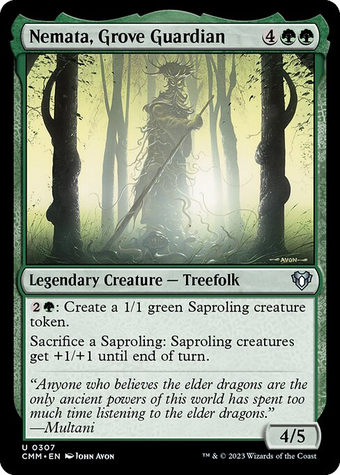 Nemata, Grove Guardian 4
—AVON—
Legendary Creature — Treefolk
2: Create a 1/1 green Saproling creature
token.
Sacrifice a Saproling: Saproling creatures
get +1/+1 until end of turn.
“Anyone who believes the elder dragons are the
only ancient powers of this world has spent too
much time listening to the elder dragons.”
—Multani
4/5
U 0307
CMM • EN John Avon
™ & © 2023 Wizards of the Coast